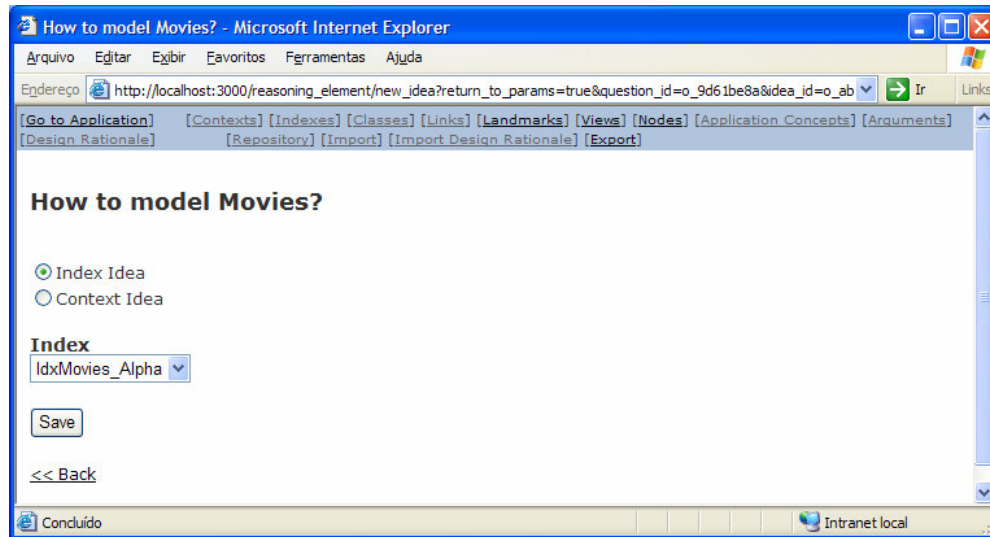 How to model Movies? - Microsoft Internet Explorer
Arquivo Editar Exibir Favoritos Ferramentas Ajuda
Endereço http://localhost:3000/reasoning_element/new_idea?return_to_params=true&question_id=o_9d61be8a&idea_id=o_ab Ir Links
[Go to Application] [Contexts] [Indexes] [Classes] [Links] [Landmarks] [Views] [Nodes] [Application Concepts] [Arguments]
[Design Rationale] [Repository] [Import] [Import Design Rationale] [Export]
How to model Movies?
Index Idea
Context Idea
Index
IdxMovies_Alpha
Save
<< Back
Concluído Intranet local